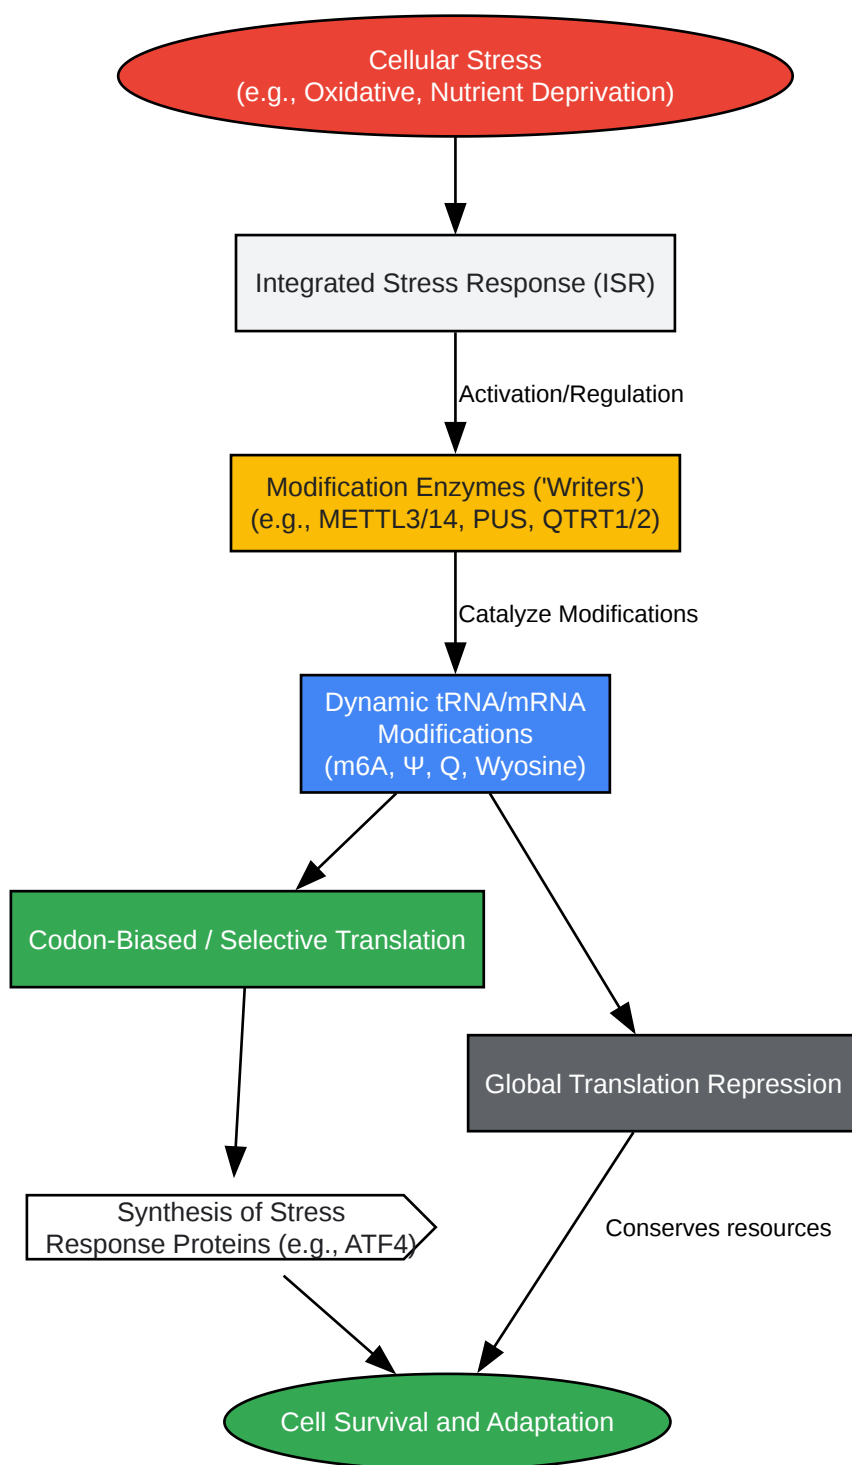 Cellular Stress
(e.g., Oxidative, Nutrient Deprivation)
Integrated Stress Response (ISR)
Activation/Regulation
Modification Enzymes ('Writers')
(e.g., METTL3/14, PUS, QTRT1/2)
Catalyze Modifications
Dynamic tRNA/mRNA
Modifications
(m6A, Ψ, Q, Wyosine)
Codon-Biased / Selective Translation
Global Translation Repression
Synthesis of Stress
Response Proteins (e.g., ATF4)
Conserves resources
Cell Survival and Adaptation